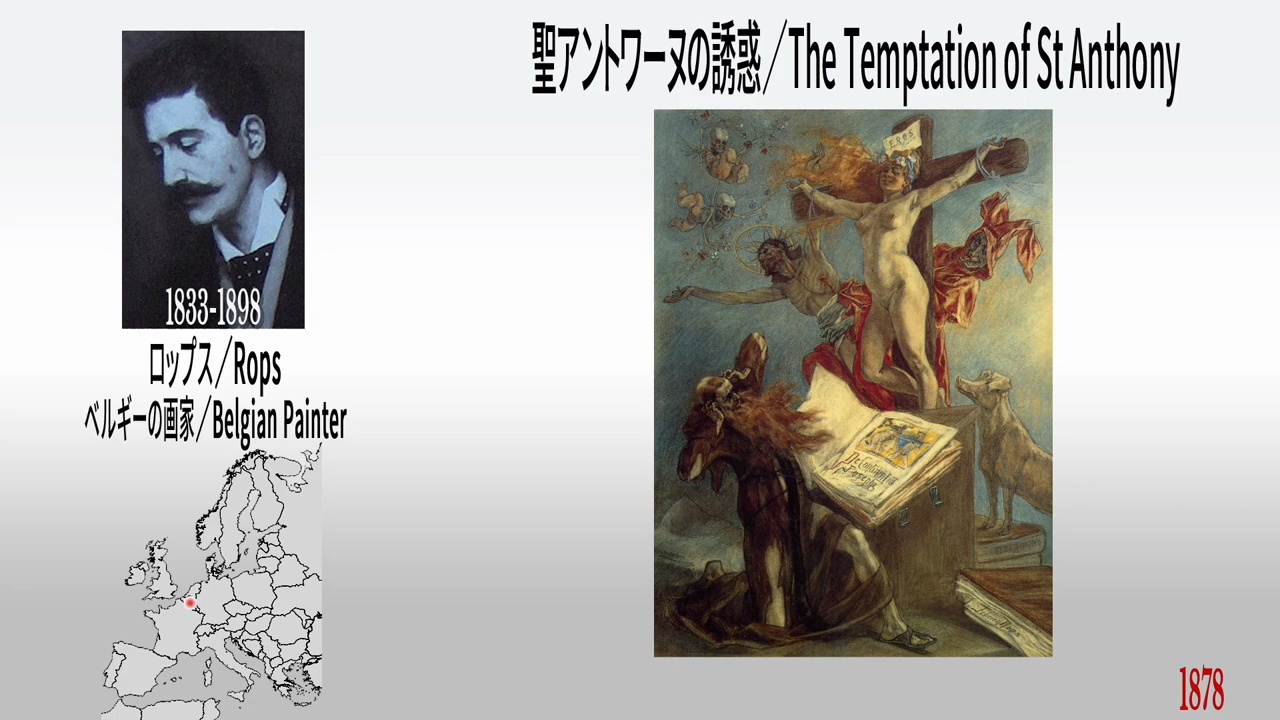 聖アントワーヌの誘惑／The Temptation of St Anthony
EROS
1833-1898
ロップス／Rops
ベルギーの画家／Belgian Painter
1878